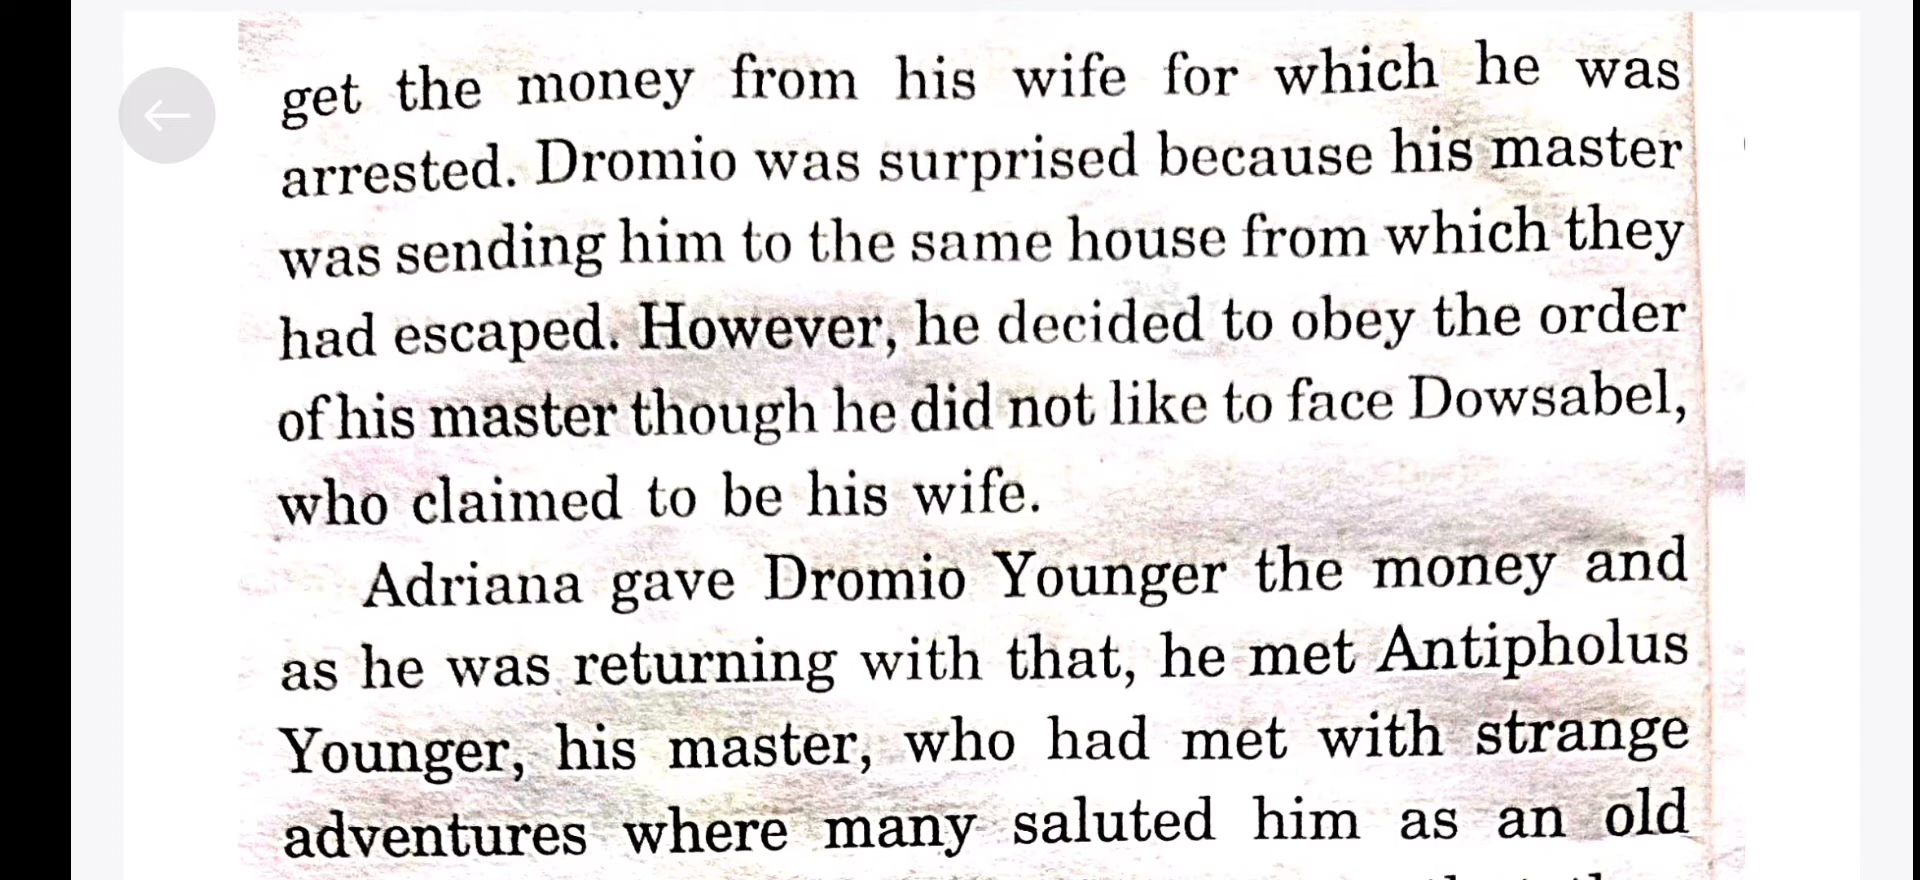 get the money from his wife for which he was
arrested. Dromio was surprised because his master
was sending him to the same house from which they
had escaped. However, he decided to obey the order
of his master though he did not like to face Dowsabel,
who claimed to be his wife.
Adriana gave Dromio Younger the money and
as he was returning with that, he met Antipholus
Younger, his master, who had met with strange
adventures where many saluted him as an old